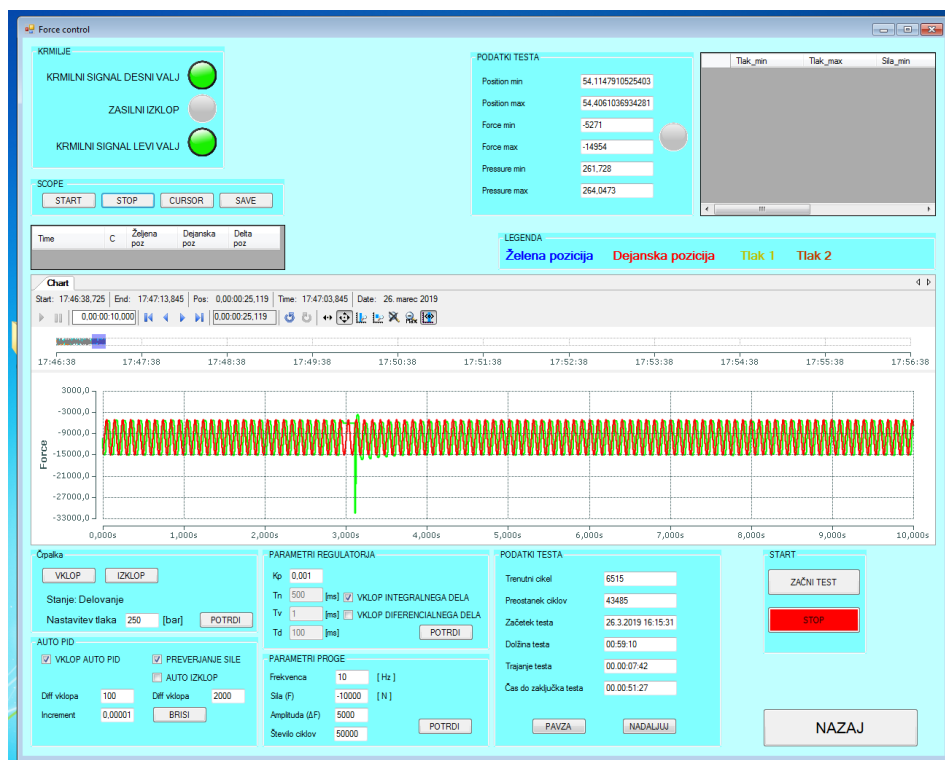 Force control
KRMILJE
KRMILNI SIGNAL DESNI VALJ
ZASILNI IZKLOP
KRMILNI SIGNAL LEVI VALJ
PODATKI TESTA
Position min 54,1147910525403
Position max 54,4061036934281
Force min -5271
Force max -14954
Pressure min 261,728
Pressure max 264,0473
Tlak_min Tlak_max Sila_min
SCOPE
START STOP CURSOR SAVE
Time C Željena poz Dejanska poz Delta poz
LEGENDA
Želena pozicija Dejanska pozicija Tlak 1 Tlak 2
Chart
Start: 17:46:38,725 End: 17:47:13,845 Pos: 0,00:00:25,119 Time: 17:47:03,845 Date: 26. marec 2019
0,00:00:10,000 0,00:00:25,119
17:46:38 17:47:38 17:48:38 17:49:38 17:50:38 17:51:38 17:52:38 17:53:38 17:54:38 17:55:38 17:56:38
Force
3000,0
-3000,0
-9000,0
-15000,0
-21000,0
-27000,0
-33000,0
0,000s 1,000s 2,000s 3,000s 4,000s 5,000s 6,000s 7,000s 8,000s 9,000s 10,000s
Črpalka
VKLOP IZKLOP
Stanje: Delovanje
Nastavitev tlaka 250 [bar] POTRDI
AUTO PID
VKLOP AUTO PID PREVERJANJE SILE
AUTO IZKLOP
Diff vklopa 100 Diff vklopa 2000
Increment 0,00001 BRISI
PARAMETRI REGULATORJA
Kp 0,001
Tn 500 [ms] VKLOP INTEGRALNEGA DELA
Tv 1 [ms] VKLOP DIFERENCIALNEGA DELA
Td 100 [ms] POTRDI
PARAMETRI PROGE
Frekvenca 10 [ Hz ]
Sila (F) -10000 [ N ]
Amplituda (ΔF) 5000
Število ciklov 50000 POTRDI
PODATKI TESTA
Trenutni cikel 6515
Preostanek ciklov 43485
Začetek testa 26.3.2019 16:15:31
Dolžina testa 00:59:10
Trajanje testa 00.00:07:42
Čas do zaključka testa 00.00:51:27
PAVZA NADALJUJ
START
ZAČNI TEST
STOP
NAZAJ